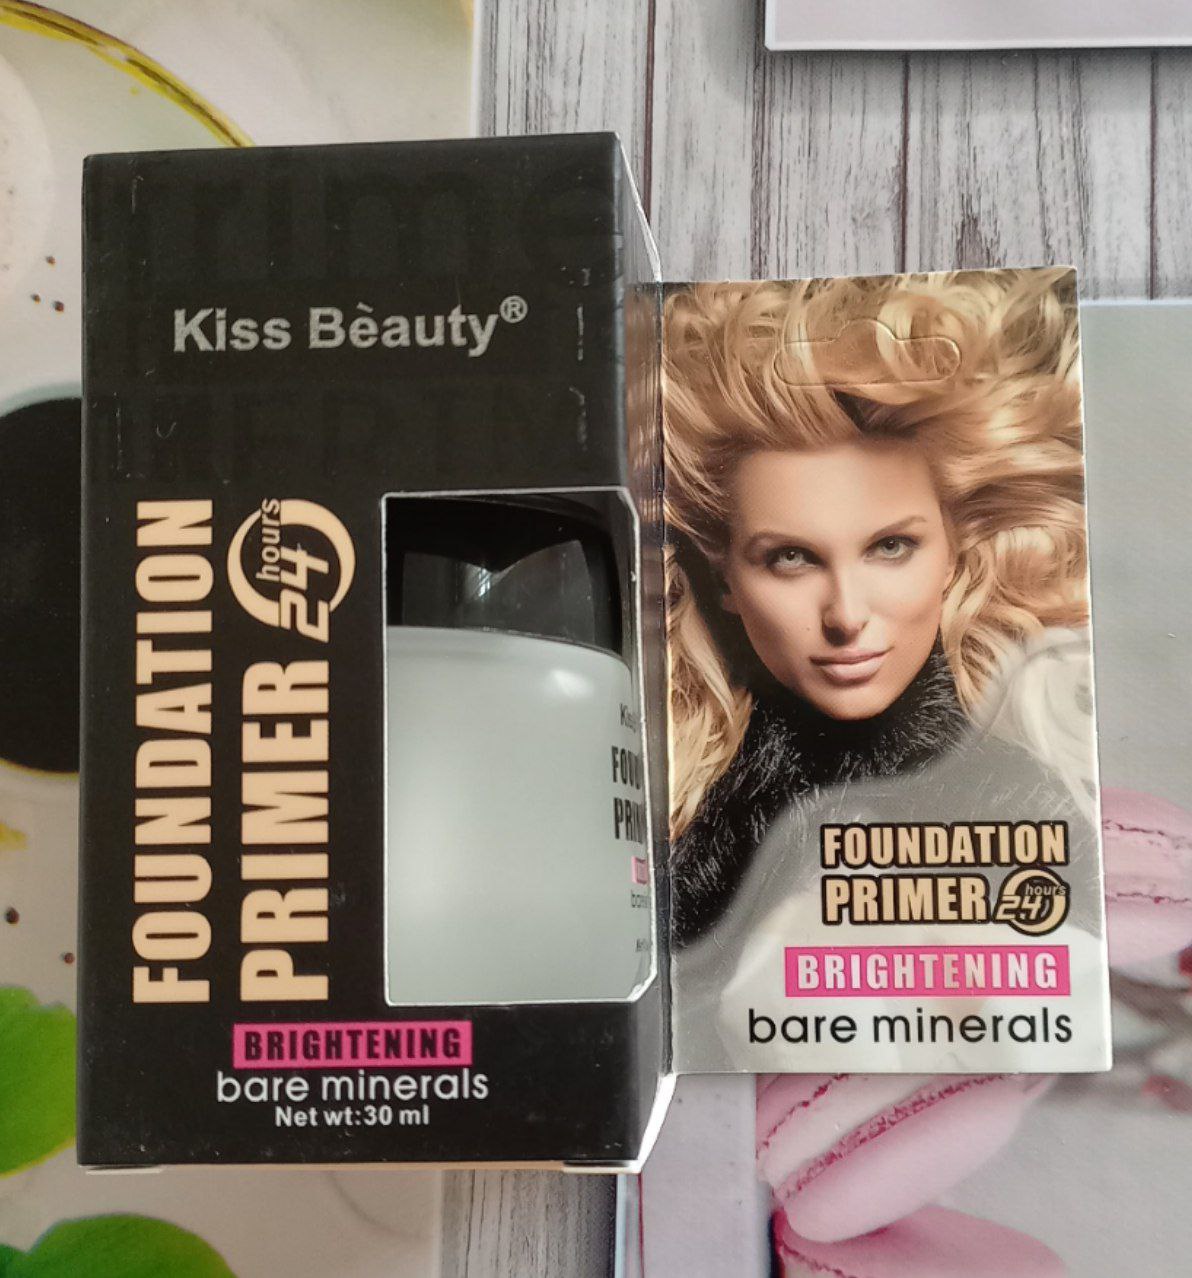 Kiss Bèauty®
FOUNDATION
PRIMER 24 hours
BRIGHTENING
bare minerals
Net wt:30 ml
FOUNDATION
PRIMER 24 hours
BRIGHTENING
bare minerals